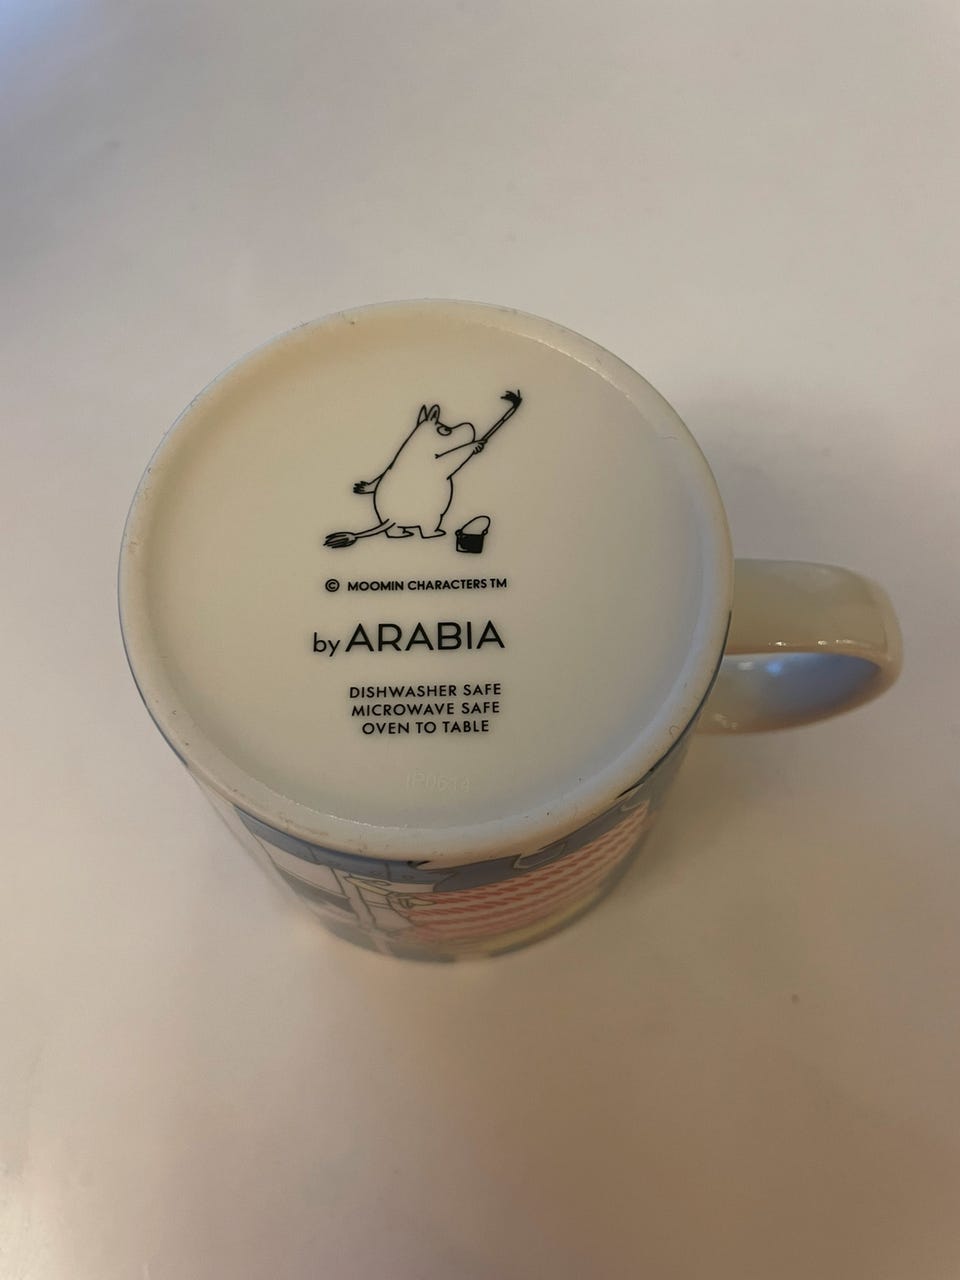 © MOOMIN CHARACTERS TM
by ARABIA
DISHWASHER SAFE
MICROWAVE SAFE
OVEN TO TABLE